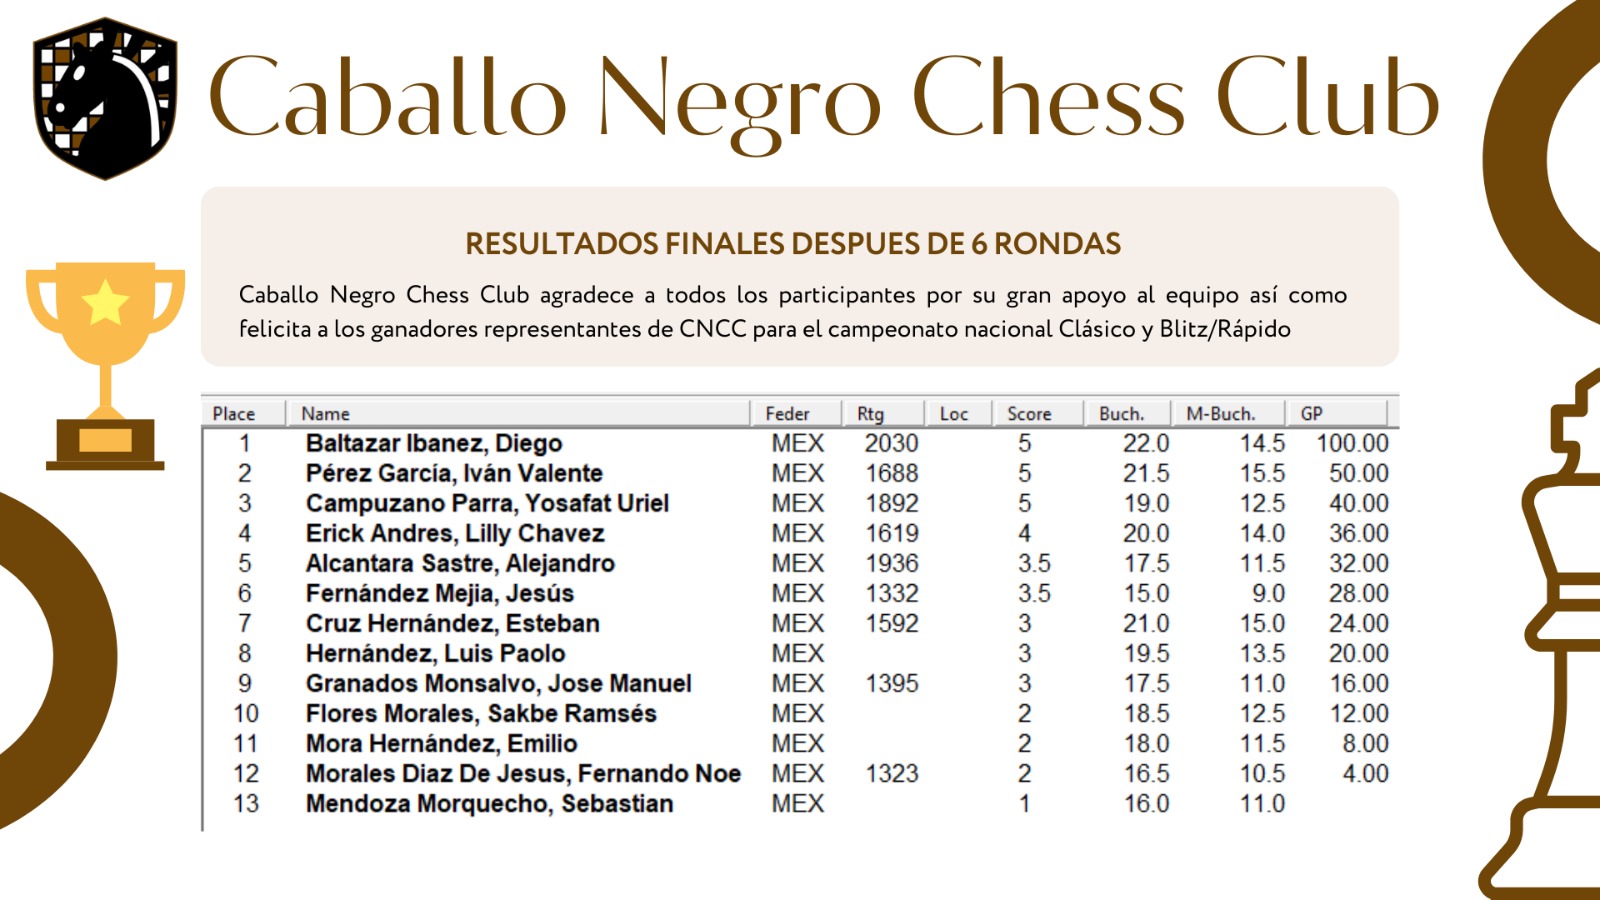 Caballo Negro Chess Club
RESULTADOS FINALES DESPUES DE 6 RONDAS
Caballo Negro Chess Club agradece a todos los participantes por su gran apoyo al equipo así como
felicita a los ganadores representantes de CNCC para el campeonato nacional Clásico y Blitz/Rápido
Place Name Feder Rtg Loc Score Buch. M-Buch. GP
1 Baltazar Ibanez, Diego MEX 2030 5 22.0 14.5 100.00
2 Pérez García, Iván Valente MEX 1688 5 21.5 15.5 50.00
3 Campuzano Parra, Yosafat Uriel MEX 1892 5 19.0 12.5 40.00
4 Erick Andres, Lilly Chavez MEX 1619 4 20.0 14.0 36.00
5 Alcantara Sastre, Alejandro MEX 1936 3.5 17.5 11.5 32.00
6 Fernández Mejia, Jesús MEX 1332 3.5 15.0 9.0 28.00
7 Cruz Hernández, Esteban MEX 1592 3 21.0 15.0 24.00
8 Hernández, Luis Paolo MEX 3 19.5 13.5 20.00
9 Granados Monsalvo, Jose Manuel MEX 1395 3 17.5 11.0 16.00
10 Flores Morales, Sakbe Ramsés MEX 2 18.5 12.5 12.00
11 Mora Hernández, Emilio MEX 2 18.0 11.5 8.00
12 Morales Diaz De Jesus, Fernando Noe MEX 1323 2 16.5 10.5 4.00
13 Mendoza Morquecho, Sebastian MEX 1 16.0 11.0